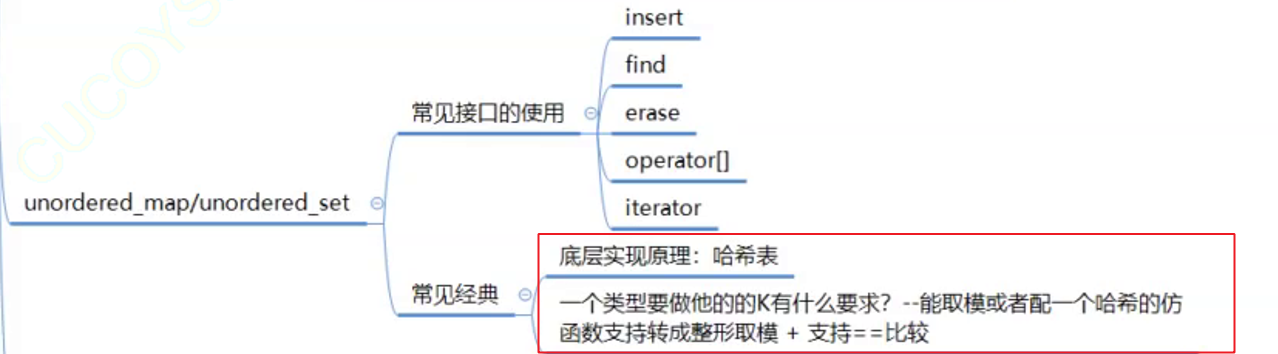 insert
find
常见接口的使用
erase
operator[]
iterator
unordered_map/unordered_set
底层实现原理：哈希表
常见经典
一个类型要做他的的K有什么要求？--能取模或者配一个哈希的仿
函数支持转成整形取模 + 支持==比较
CUCOYS